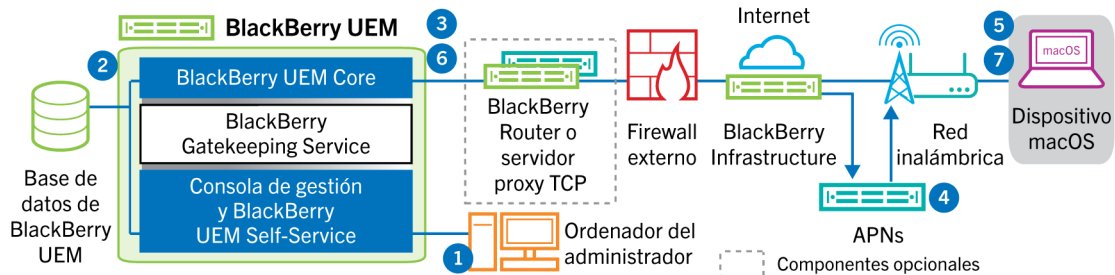 BlackBerry UEM
3
Internet
5
2
6
7
macOS
BlackBerry UEM Core
BlackBerry
Gatekeeping Service
Consola de gestión
y BlackBerry
UEM Self-Service
Base de
datos de
BlackBerry
UEM
BlackBerry
Router o
servidor
proxy TCP
Firewall
externo
BlackBerry
Infrastructure
Red
inalámbrica
Dispositivo
macOS
4
APNs
1
Ordenador del
administrador
Componentes opcionales